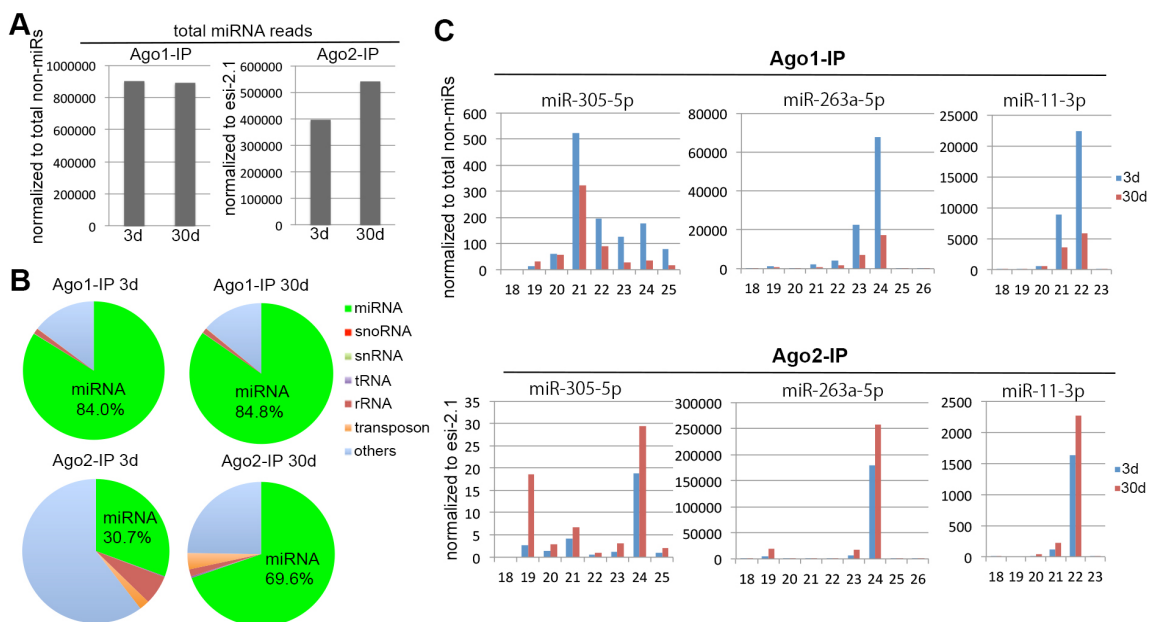 A
total miRNA reads
Ago1-IP
Ago2-IP
normalized to total non-miRs
1000000
800000
600000
400000
200000
0
3d 30d
normalized to esi-2.1
600000
500000
400000
300000
200000
100000
0
3d 30d
B
Ago1-IP 3d
Ago1-IP 30d
miRNA
84.0%
miRNA
84.8%
miRNA
snoRNA
snRNA
tRNA
rRNA
transposon
others
Ago2-IP 3d
Ago2-IP 30d
miRNA
30.7%
miRNA
69.6%
C
Ago1-IP
normalized to total non-miRs
miR-305-5p
600
500
400
300
200
100
0
18 19 20 21 22 23 24 25
miR-263a-5p
80000
60000
40000
20000
0
18 19 20 21 22 23 24 25 26
miR-11-3p
25000
20000
15000
10000
5000
0
18 19 20 21 22 23
3d
30d
Ago2-IP
normalized to esi-2.1
miR-305-5p
35
30
25
20
15
10
5
0
18 19 20 21 22 23 24 25
miR-263a-5p
300000
250000
200000
150000
100000
50000
0
18 19 20 21 22 23 24 25 26
miR-11-3p
2500
2000
1500
1000
500
0
18 19 20 21 22 23
3d
30d